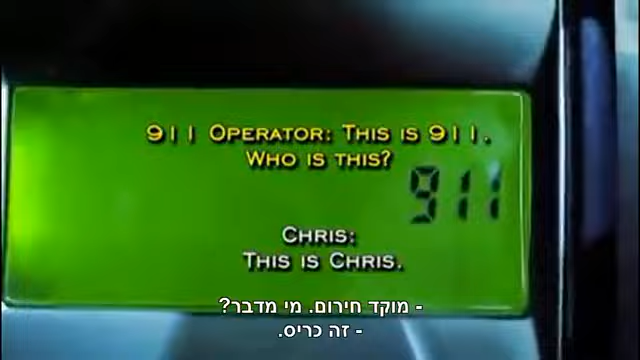 911 OPERATOR: THIS IS 911.
WHO IS THIS?
911
CHRIS:
THIS IS CHRIS.
- מוקד חירום. מי מדבר?
- זה כריס.